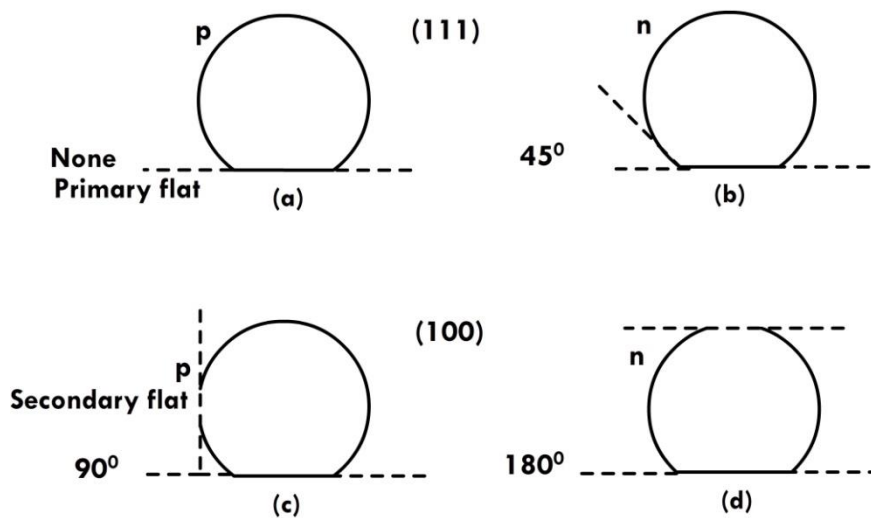 p
(111)
n
None
Primary flat
45⁰
(a)
(b)
(100)
p
n
Secondary flat
90⁰
180⁰
(c)
(d)